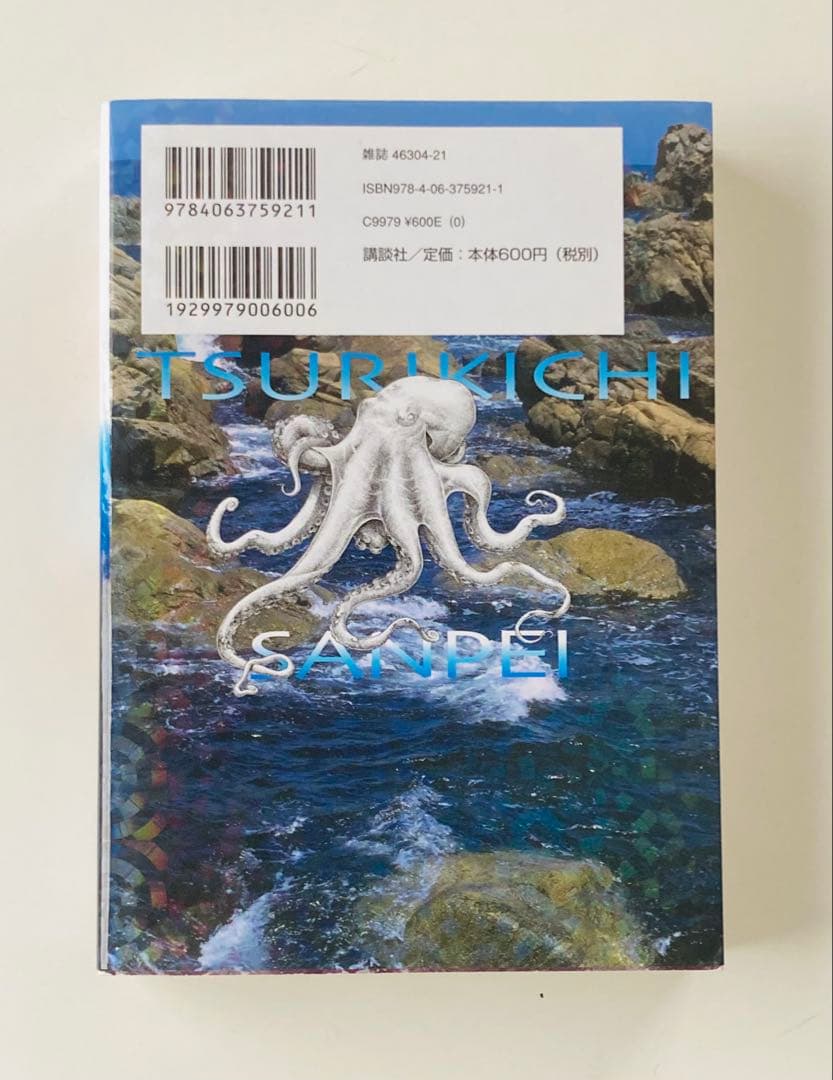 雑誌 46304-21
ISBN978-4-06-375921-1
9784063759211
C9979 ¥600E (0)
講談社/定価:本体600円(税別)
1929979006006
TSURIKICHI
SANPEI